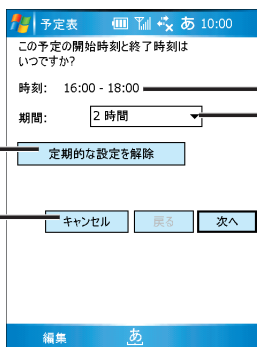 予定表 あ 10:00
この予定の開始時刻と終了時刻は
いつですか?
時刻: 16:00 - 18:00
期間: 2 時間
定期的な設定を解除
キャンセル 戻る 次へ
編集 あ